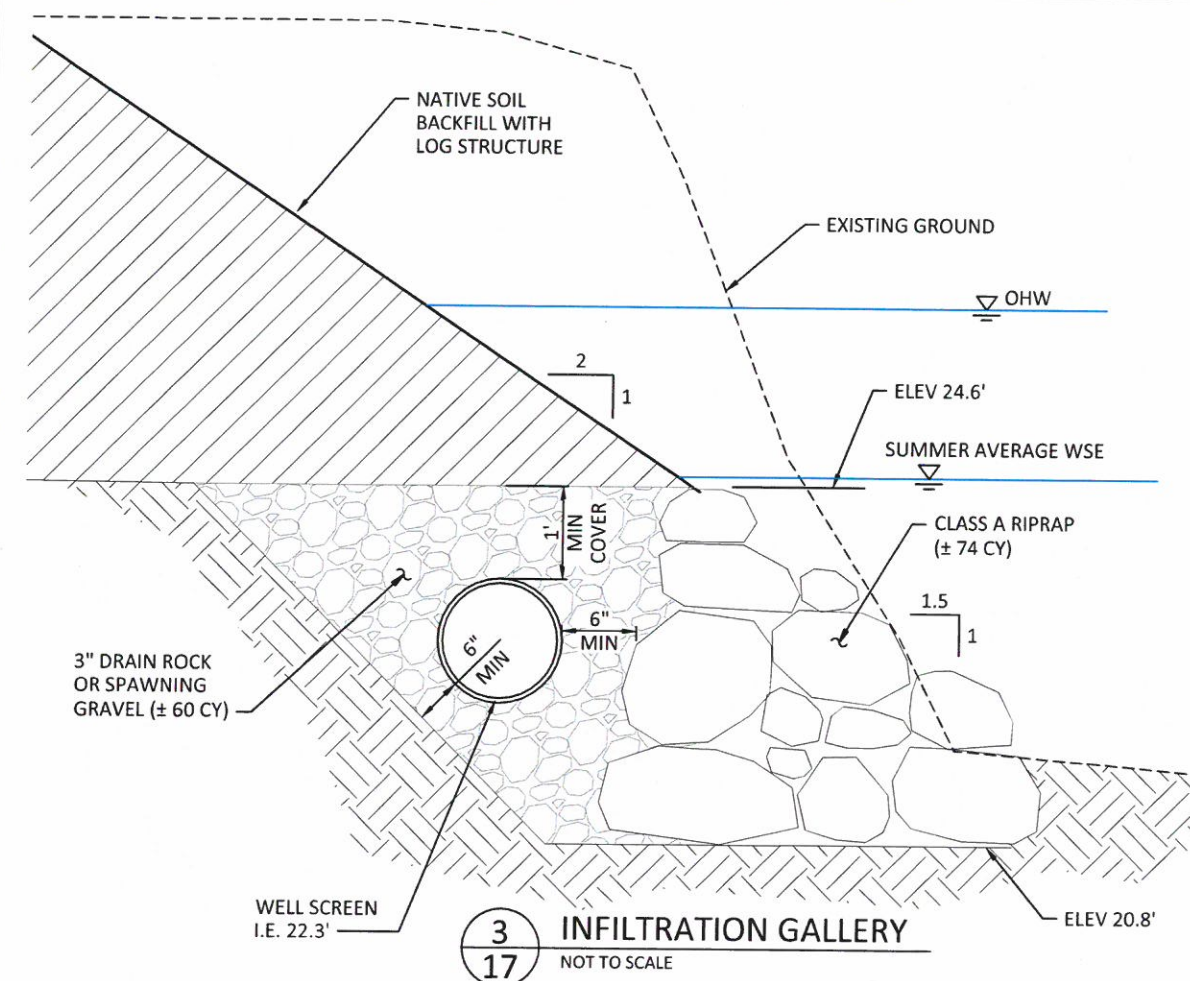 NATIVE SOIL
BACKFILL WITH
LOG STRUCTURE
EXISTING GROUND
OHW
2
1
ELEV 24.6'
SUMMER AVERAGE WSE
1'
MIN
COVER
CLASS A RIPRAP
(± 74 CY)
1.5
1
6"
MIN
6"
MIN
3" DRAIN ROCK
OR SPAWNING
GRAVEL (± 60 CY)
WELL SCREEN
I.E. 22.3'
ELEV 20.8'
3
17
INFILTRATION GALLERY
NOT TO SCALE